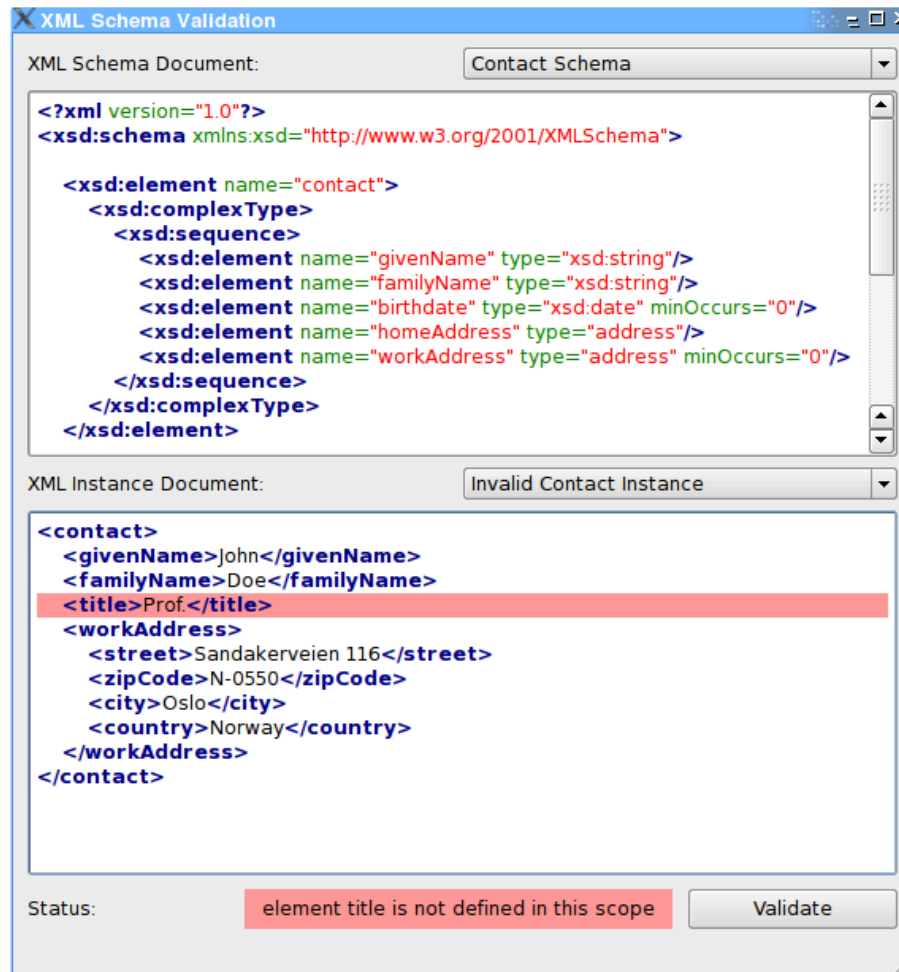 XML Schema Validation
XML Schema Document: Contact Schema
<?xml version="1.0"?>
<xsd:schema xmlns:xsd="http://www.w3.org/2001/XMLSchema">
<xsd:element name="contact">
<xsd:complexType>
<xsd:sequence>
<xsd:element name="givenName" type="xsd:string"/>
<xsd:element name="familyName" type="xsd:string"/>
<xsd:element name="birthdate" type="xsd:date" minOccurs="0"/>
<xsd:element name="homeAddress" type="address"/>
<xsd:element name="workAddress" type="address" minOccurs="0"/>
</xsd:sequence>
</xsd:complexType>
</xsd:element>
XML Instance Document: Invalid Contact Instance
<contact>
<givenName>John</givenName>
<familyName>Doe</familyName>
<title>Prof.</title>
<workAddress>
<street>Sandakerveien 116</street>
<zipCode>N-0550</zipCode>
<city>Oslo</city>
<country>Norway</country>
</workAddress>
</contact>
Status: element title is not defined in this scope Validate